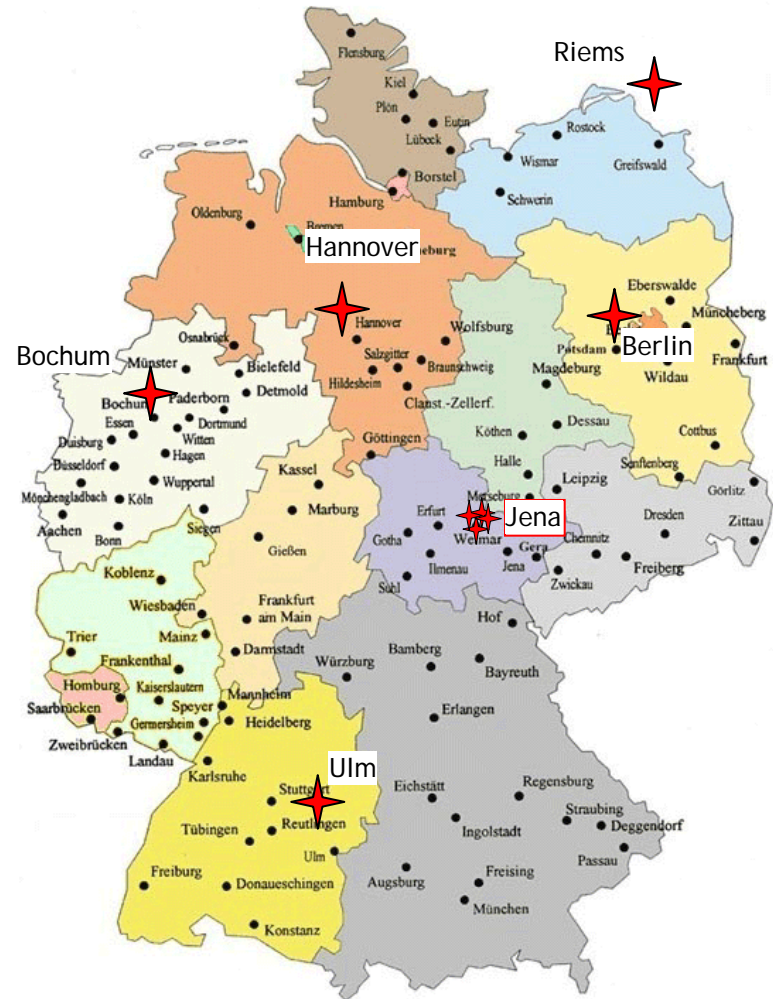 Flensburg
Riems
Kiel
Plön
Eutin
Lübeck
Rostock
Wismar
Greifswald
Borstel
Hamburg
Schwerin
Oldenburg
Bremen
Hannover
Eberswalde
Müncheberg
Hannover
Wolfsburg
Berlin
Potsdam
Frankfurt
Osnabrück
Bochum
Münster
Bielefeld
Salzgitter
Braunschweig
Wildau
Hildesheim
Magdeburg
Detmold
Paderborn
Clanst.-Zellerf.
Bochum
Essen
Dortmund
Dessau
Duisburg
Witten
Köthen
Cottbus
Göttingen
Hagen
Düsseldorf
Halle
Kassel
Leipzig
Senftenberg
Wuppertal
Görlitz
Mönchengladbach
Köln
Merseburg
Marburg
Jena
Aachen
Siegen
Erfurt
Dresden
Zittau
Bonn
Gotha
Weimar
Gießen
Gera
Chemnitz
Ilmenau
Jena
Freiberg
Koblenz
Suhl
Zwickau
Wiesbaden
Frankfurt
am Main
Hof
Mainz
Trier
Darmstadt
Bamberg
Frankenthal
Würzburg
Bayreuth
Homburg
Kaiserslautern
Mannheim
Saarbrücken
Speyer
Erlangen
Germersheim
Heidelberg
Zweibrücken
Landau
Karlsruhe
Ulm
Stuttgart
Eichstätt
Regensburg
Straubing
Reutlingen
Ingolstadt
Deggendorf
Tübingen
Ulm
Passau
Freiburg
Donaueschingen
Augsburg
Freising
München
Konstanz